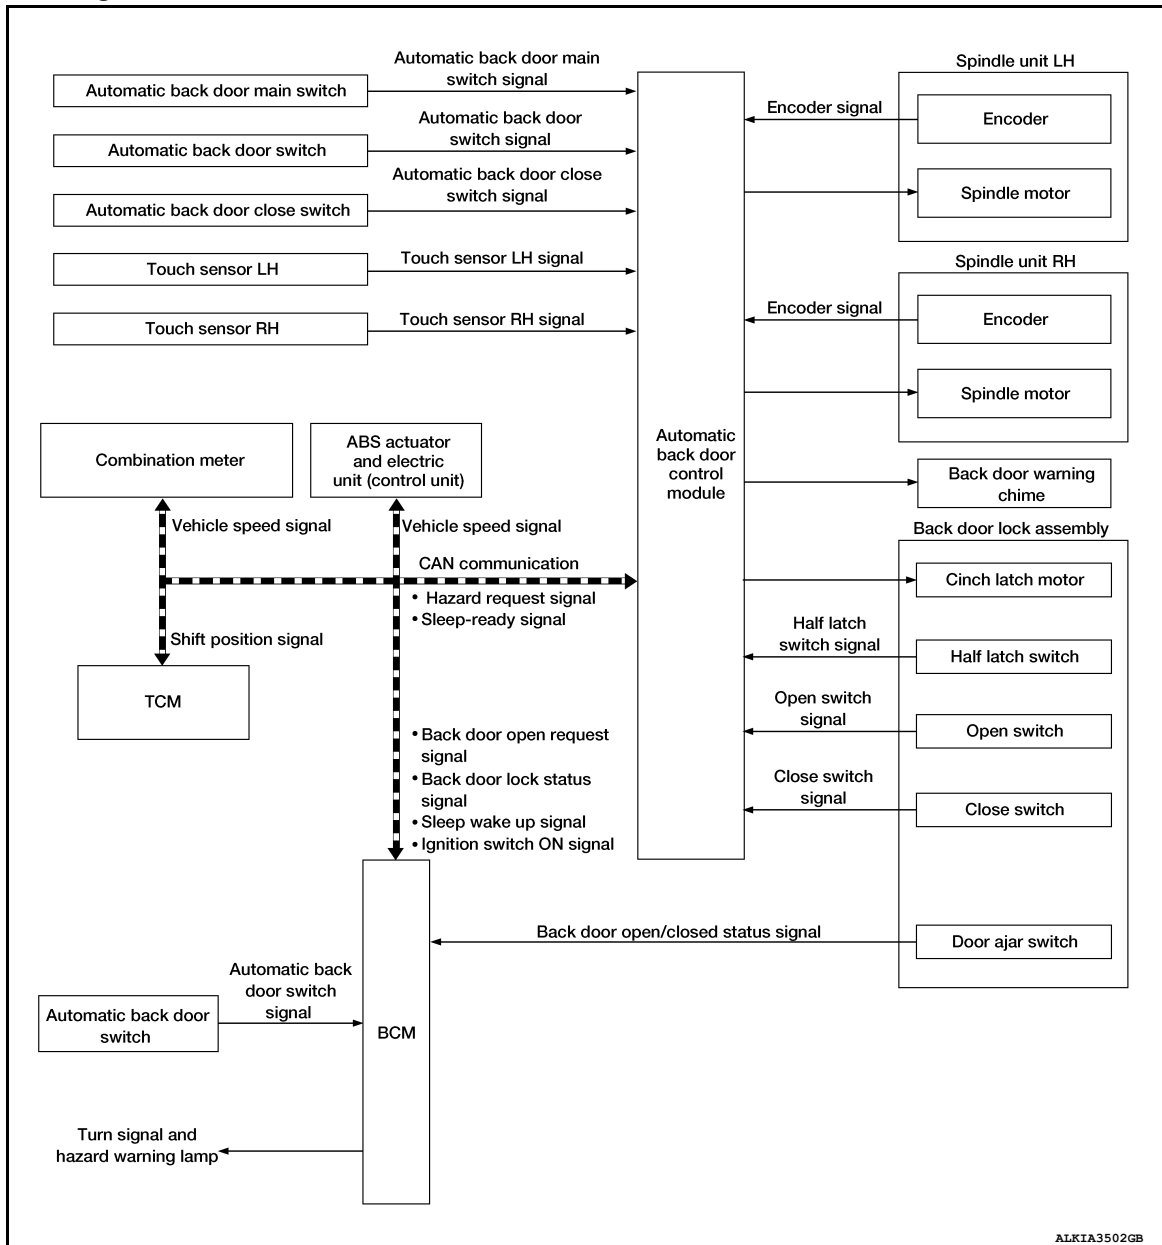 Automatic back door main switch
Automatic back door main
switch signal
Automatic back door switch
Automatic back door
switch signal
Automatic back door close switch
Automatic back door close
switch signal
Touch sensor LH
Touch sensor LH signal
Touch sensor RH
Touch sensor RH signal
Automatic
back door
control
module
Spindle unit LH
Encoder signal
Encoder
Spindle motor
Spindle unit RH
Encoder signal
Encoder
Spindle motor
Back door warning
chime
Back door lock assembly
Cinch latch motor
Half latch
switch signal
Half latch switch
Open switch
signal
Open switch
Close switch
signal
Close switch
Back door open/closed status signal
Door ajar switch
Combination meter
ABS actuator
and electric
unit (control unit)
Vehicle speed signal
Vehicle speed signal
CAN communication
• Hazard request signal
• Sleep-ready signal
Shift position signal
TCM
• Back door open request
signal
• Back door lock status
signal
• Sleep wake up signal
• Ignition switch ON signal
Automatic back door
switch
Automatic back
door switch
signal
BCM
Turn signal and
hazard warning lamp
ALKIA3502GB